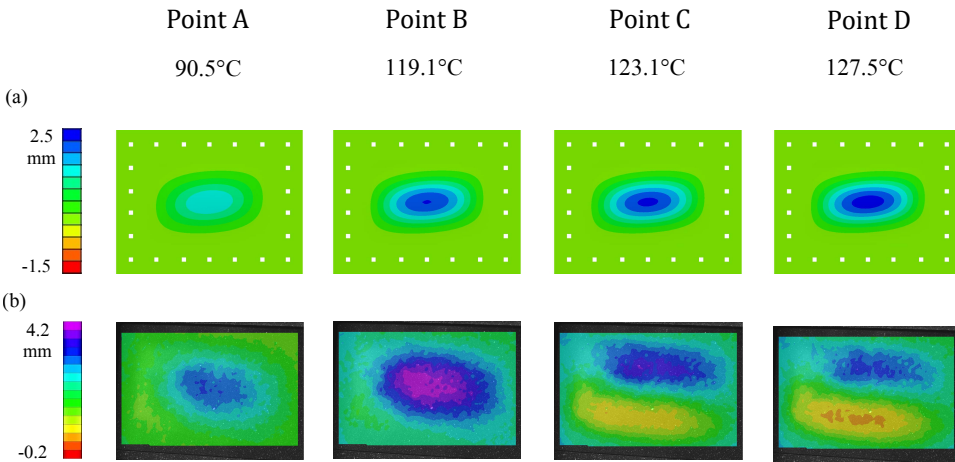 Point A Point B Point C Point D
90.5°C 119.1°C 123.1°C 127.5°C
(a)
2.5
mm
-1.5
(b)
4.2
mm
-0.2